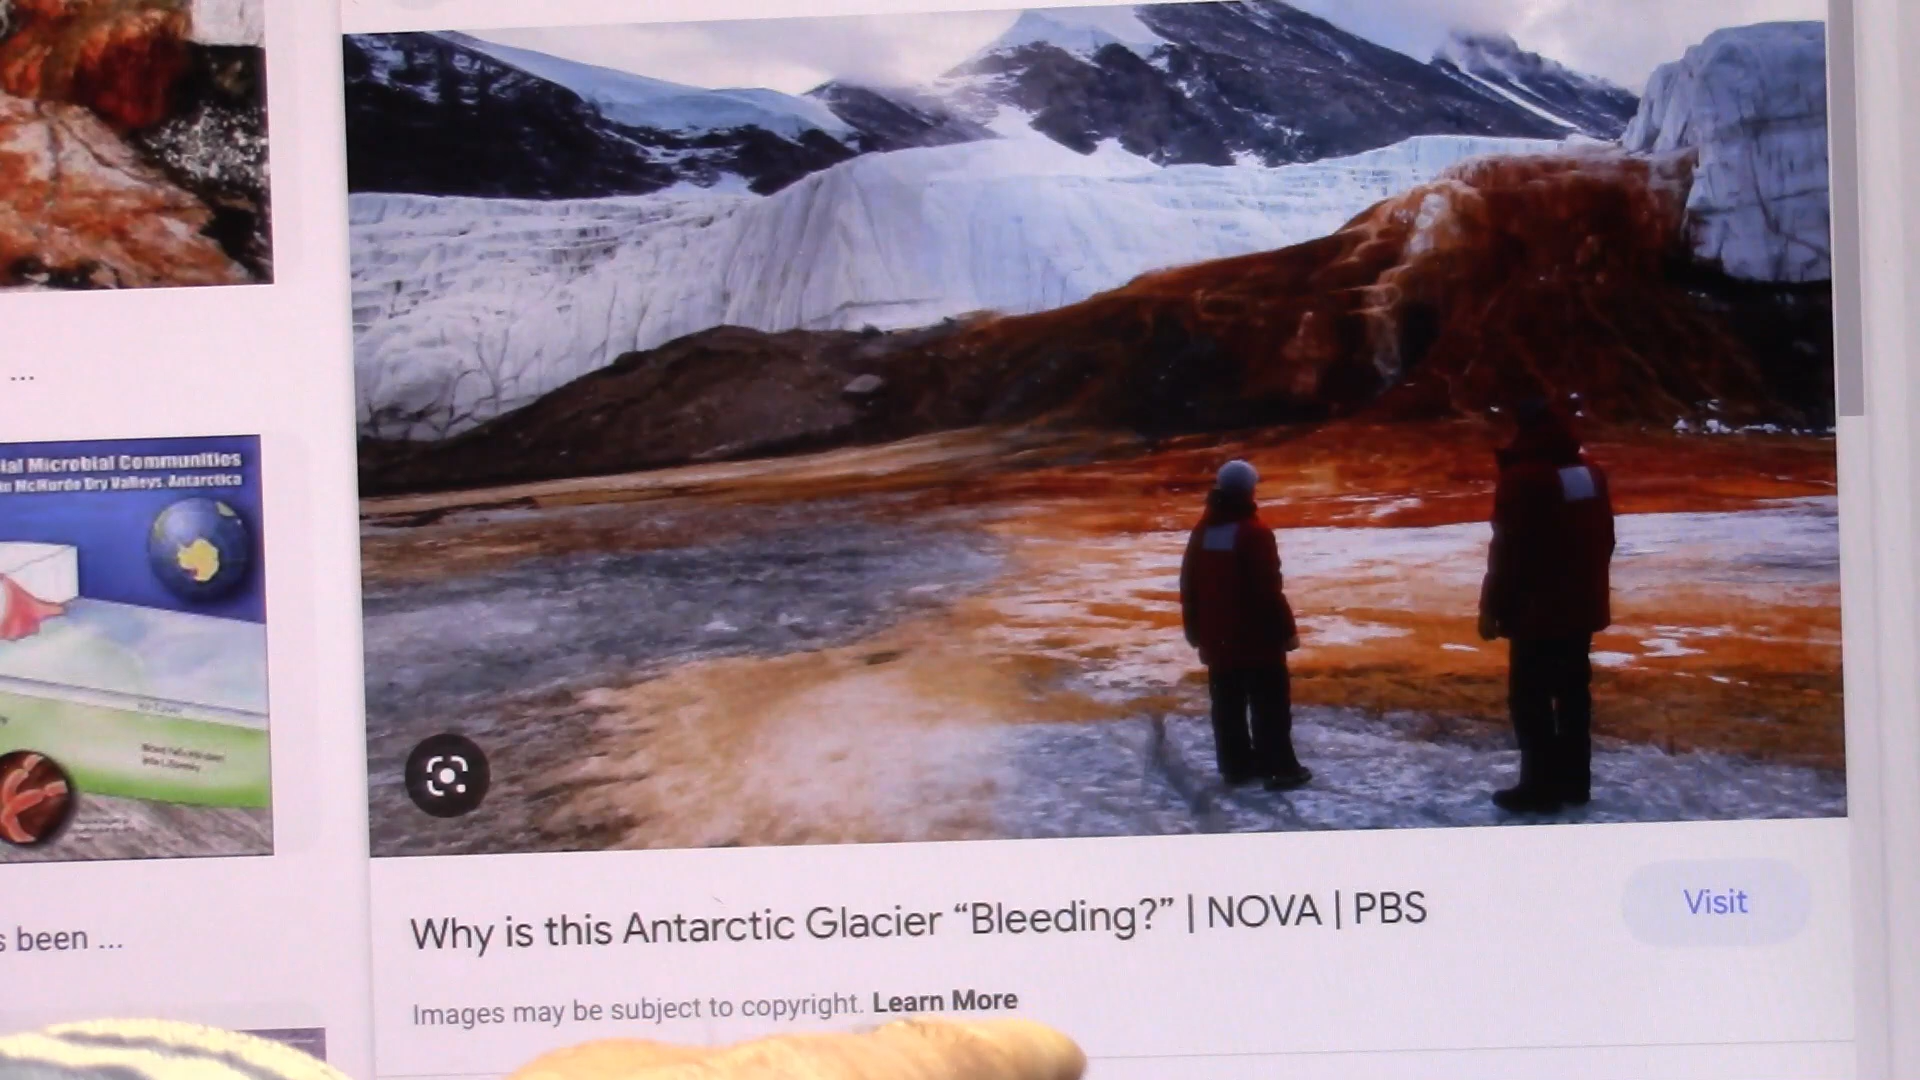 ...
ial Microbial Communities
McMurdo Dry Valleys, Antarctica
s been ...
Why is this Antarctic Glacier “Bleeding?” | NOVA | PBS
Visit
Images may be subject to copyright. Learn More